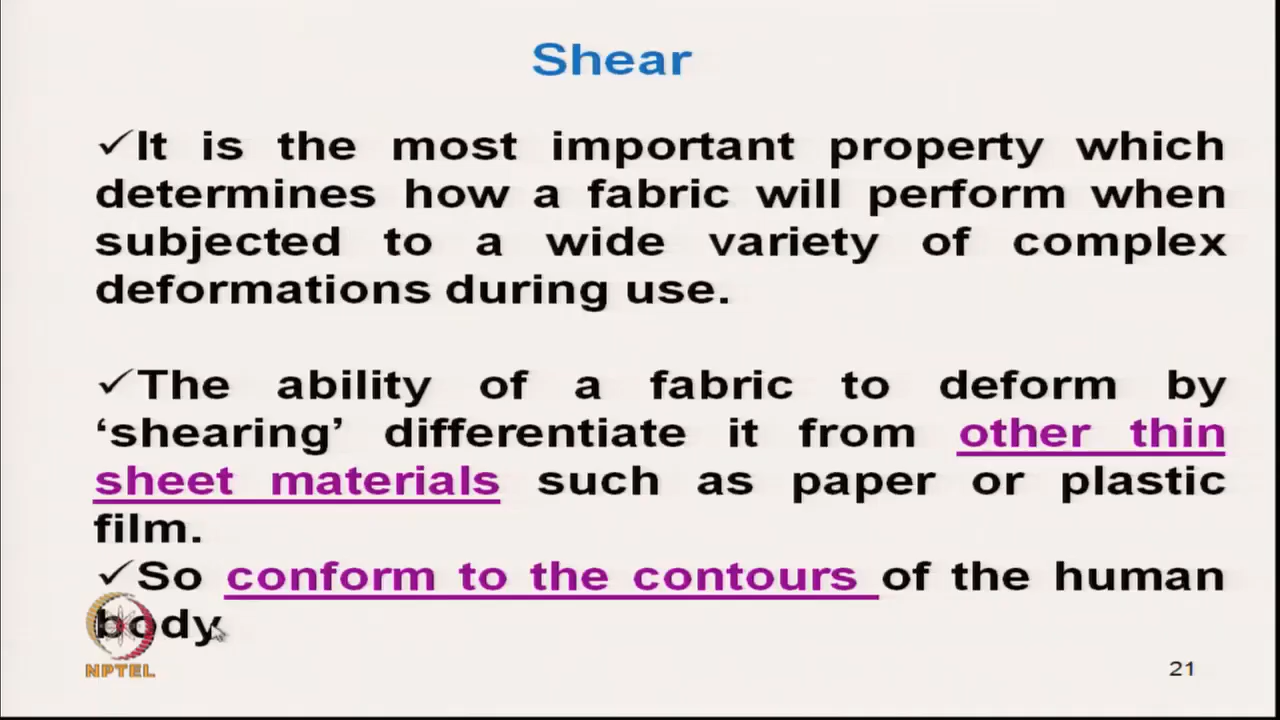 Shear
✓It is the most important property which
determines how a fabric will perform when
subjected to a wide variety of complex
deformations during use.
✓The ability of a fabric to deform by
‘shearing’ differentiate it from other thin
sheet materials such as paper or plastic
film.
✓So conform to the contours of the human
body.
NPTEL
21